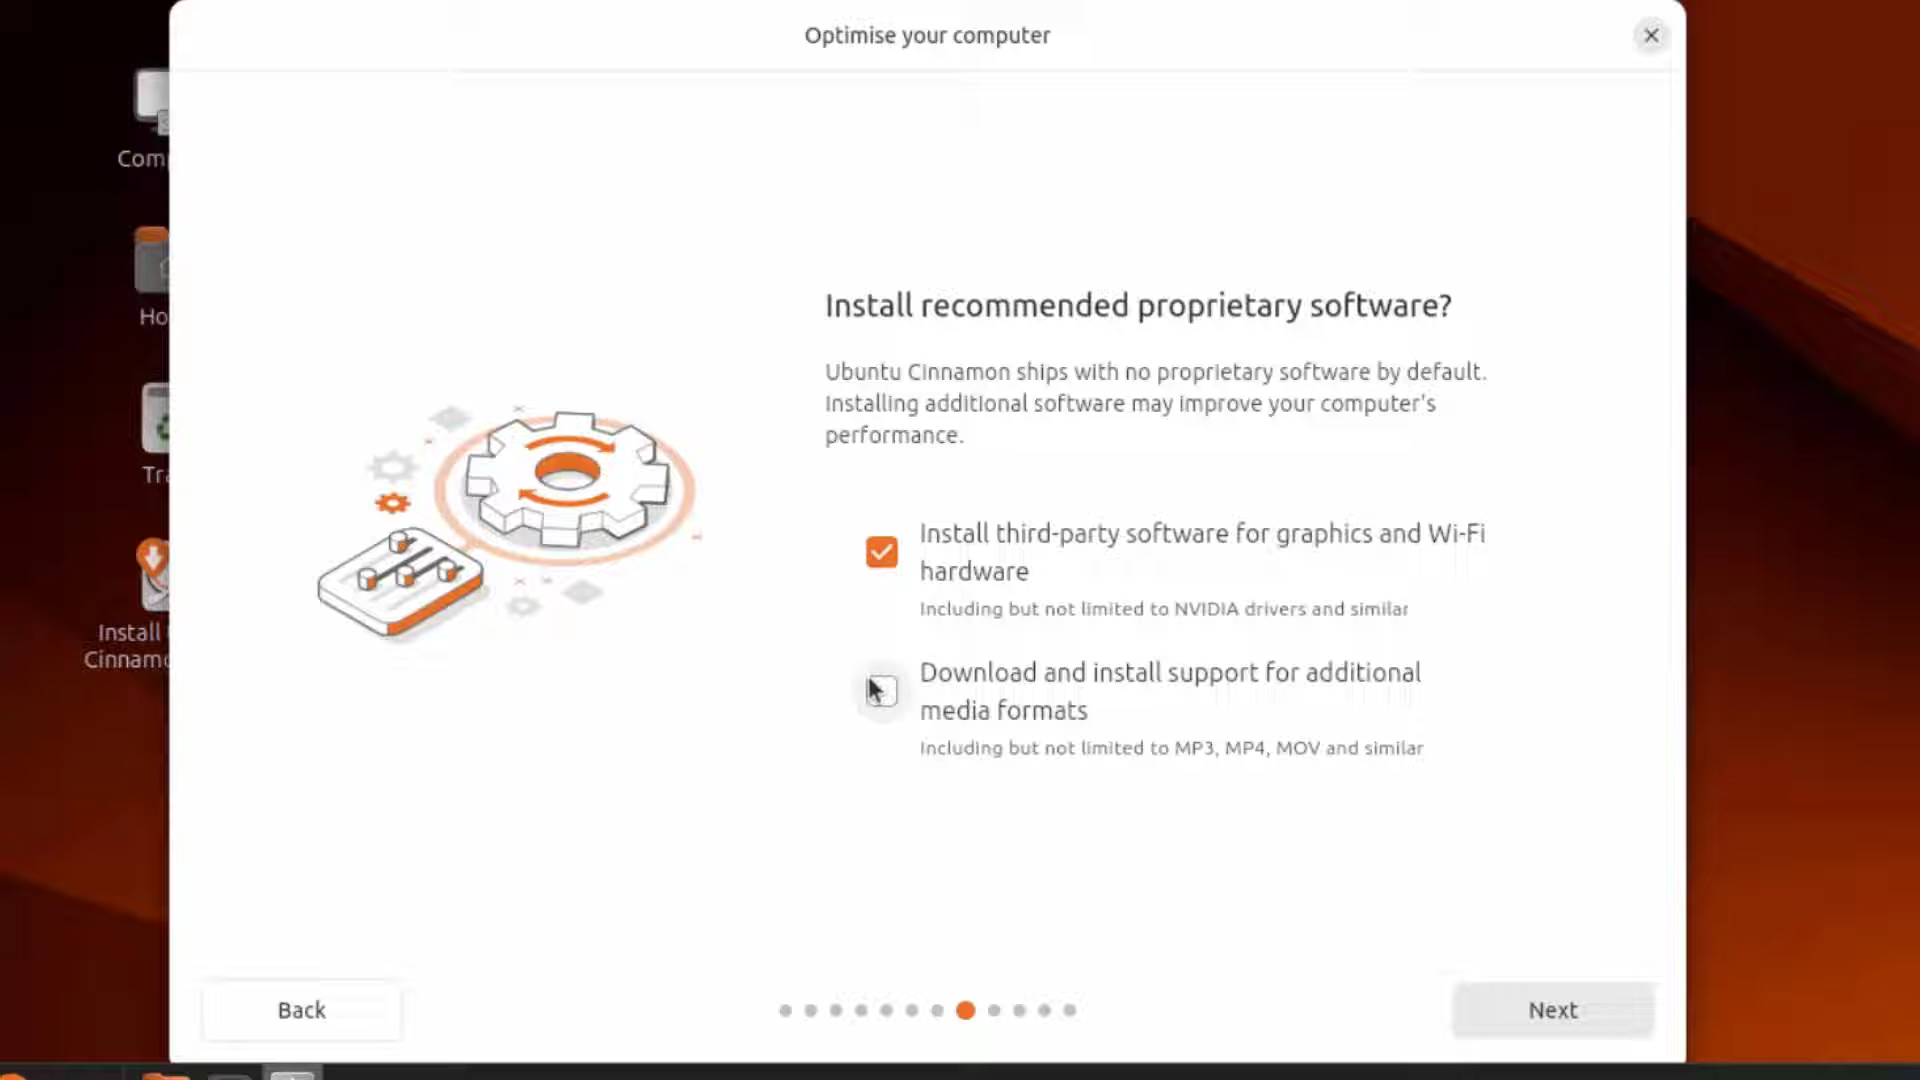 Optimise your computer
Install recommended proprietary software?
Ubuntu Cinnamon ships with no proprietary software by default.
Installing additional software may improve your computer's
performance.
Install third-party software for graphics and Wi-Fi
hardware
Including but not limited to NVIDIA drivers and similar
Download and install support for additional
media formats
Including but not limited to MP3, MP4, MOV and similar
Back
Next
Com
Ho
Tra
Install
Cinnamo